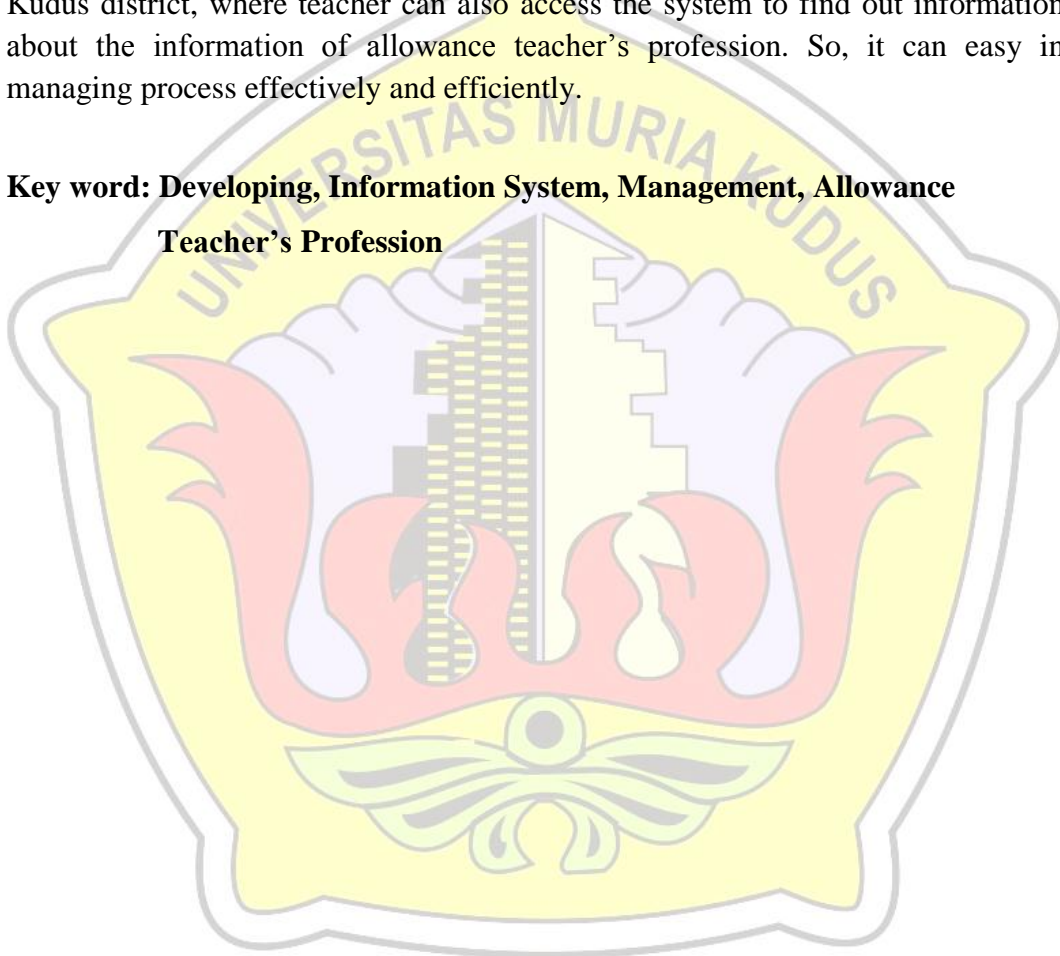 Kudus district, where teacher can also access the system to find out information
about the information of allowance teacher’s profession. So, it can easy in
managing process effectively and efficiently.
UNIVERSITAS MURIA KUDUS
Key word: Developing, Information System, Management, Allowance
Teacher’s Profession